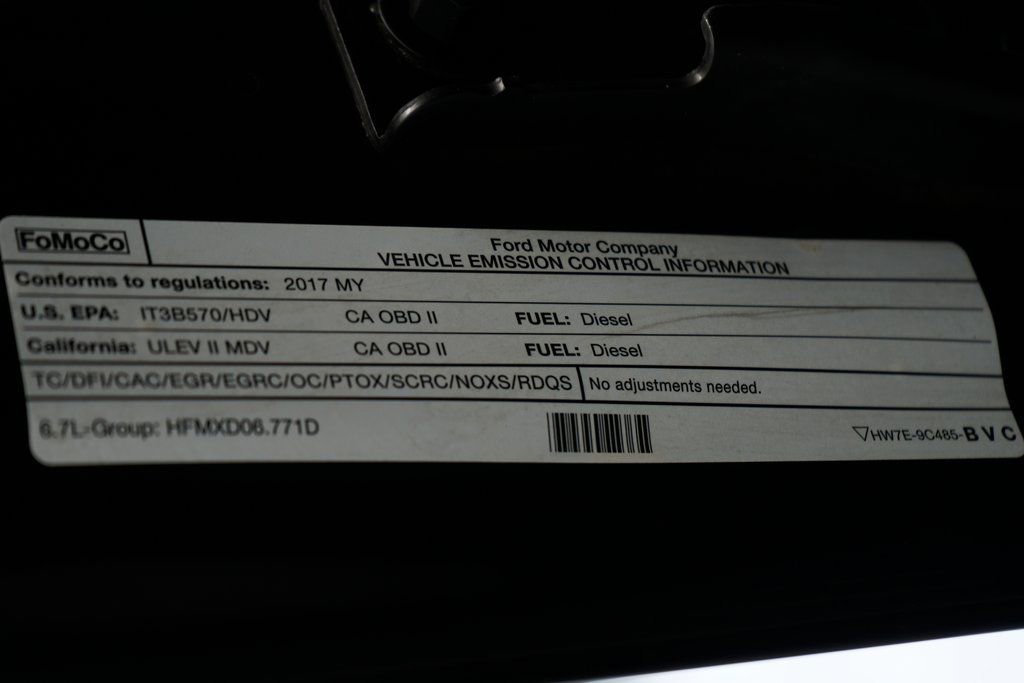 FoMoCo
Ford Motor Company
VEHICLE EMISSION CONTROL INFORMATION
Conforms to regulations: 2017 MY
U.S. EPA: IT3B570/HDV CA OBD II FUEL: Diesel
California: ULEV II MDV CA OBD II FUEL: Diesel
TC/DFI/CAC/EGR/EGRC/OC/PTOX/SCRC/NOXS/RDQS No adjustments needed.
6.7L-Group: HFMXD06.771D
▽HW7E-9C485-B V C